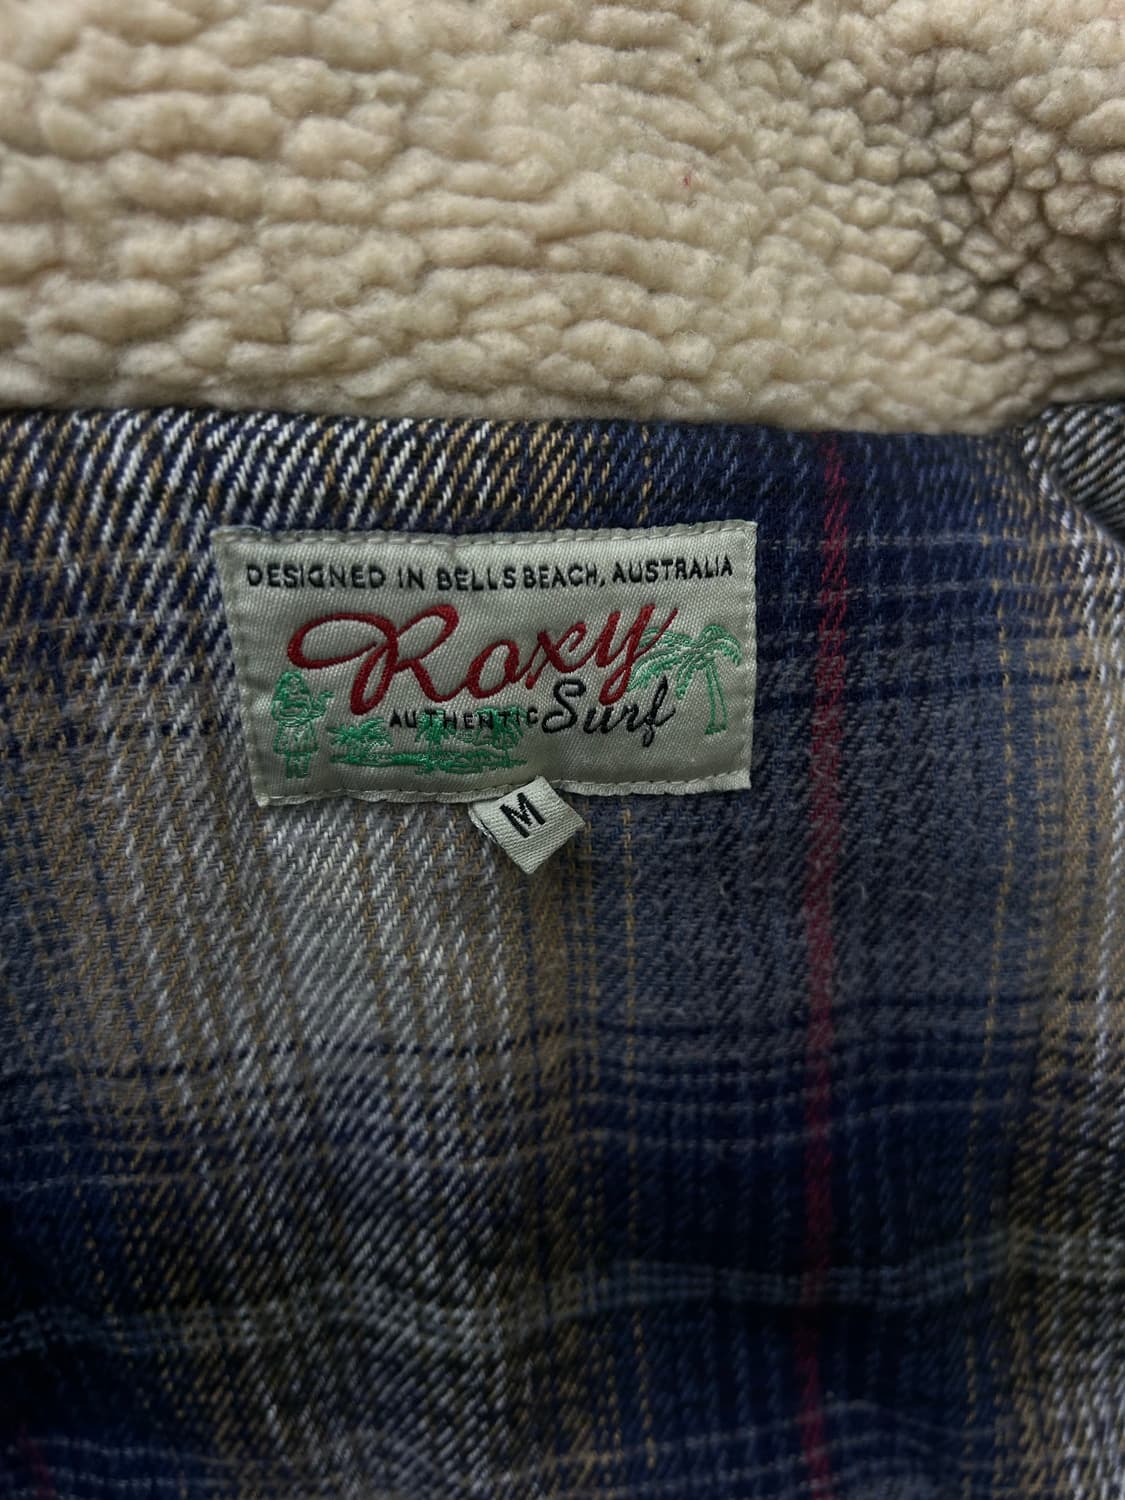 DESIGNED IN BELLS BEACH, AUSTRALIA
Roxy
AUTHENTIC Surf
M